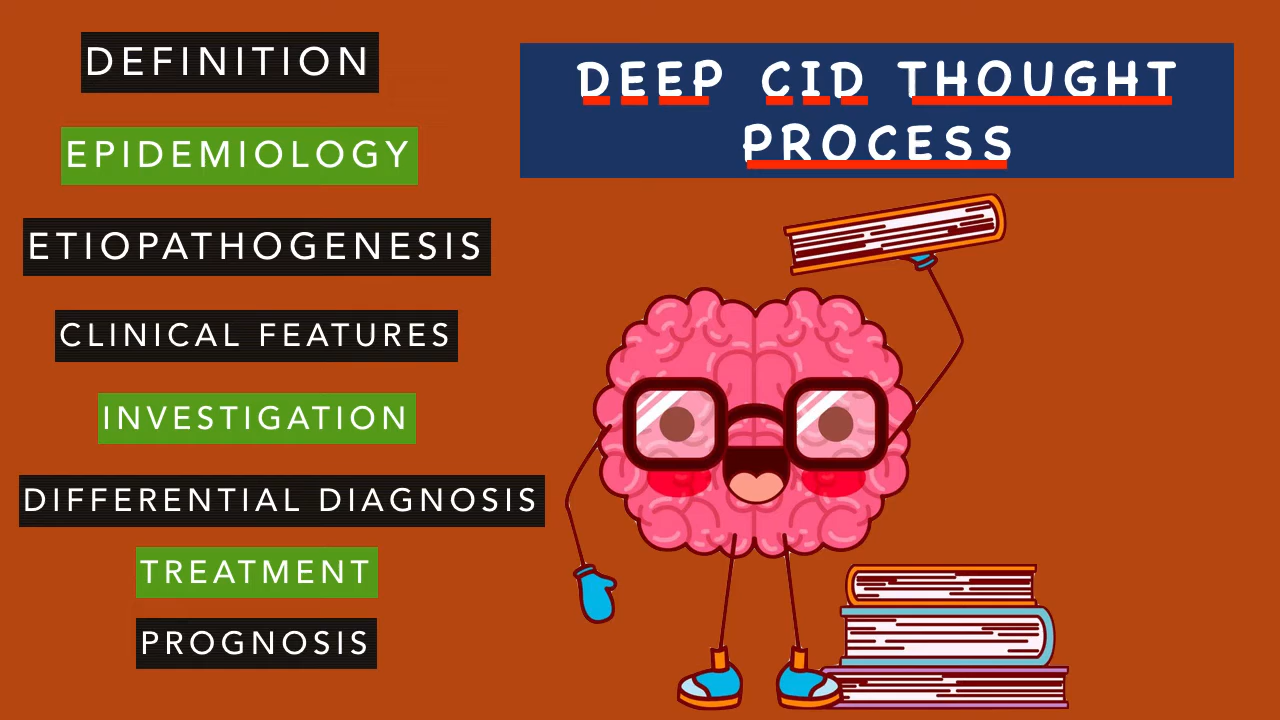 DEFINITION
EPIDEMIOLOGY
ETIOPATHOGENESIS
CLINICAL FEATURES
INVESTIGATION
DIFFERENTIAL DIAGNOSIS
TREATMENT
PROGNOSIS
DEEP CID THOUGHT
PROCESS